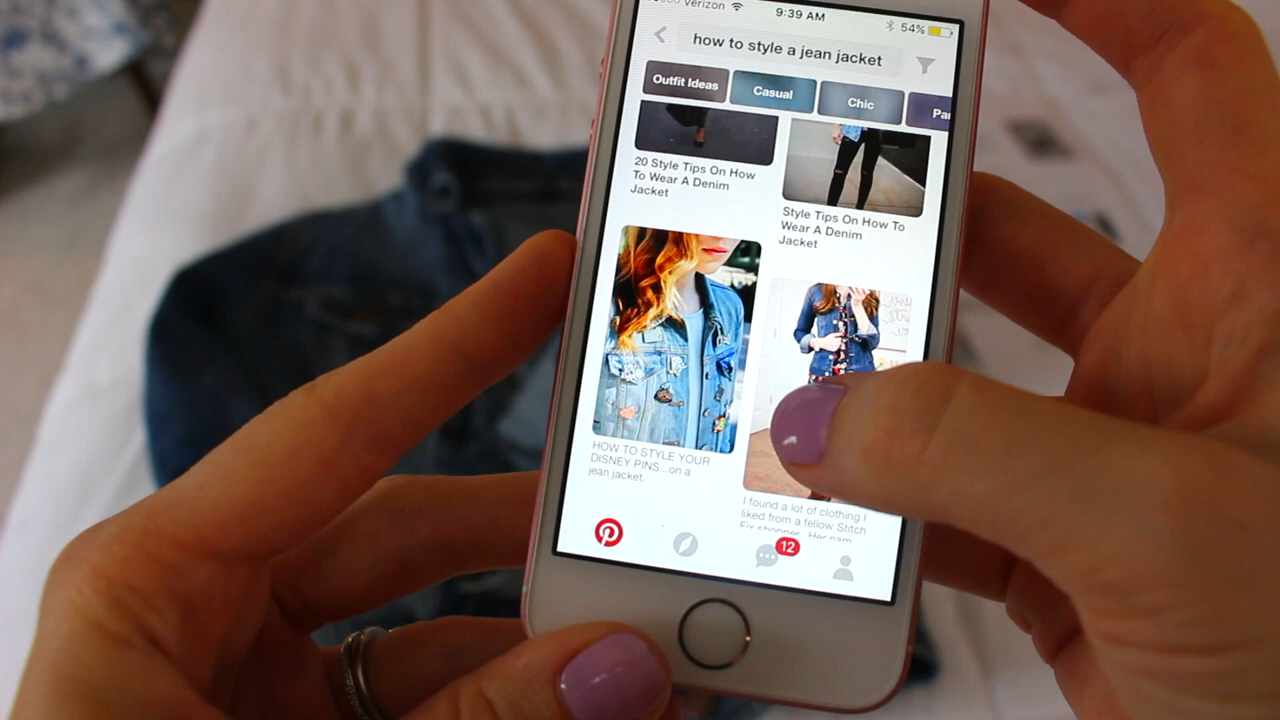 Verizon
9:39 AM
54%
how to style a jean jacket
Outfit Ideas
Casual
Chic
20 Style Tips On How
To Wear A Denim
Jacket
Style Tips On How To
Wear A Denim
Jacket
HOW TO STYLE YOUR
DISNEY PINS...on a
jean jacket.
I found a lot of clothing I
liked from a fellow Stitch
Fix shopper. Her nam
12